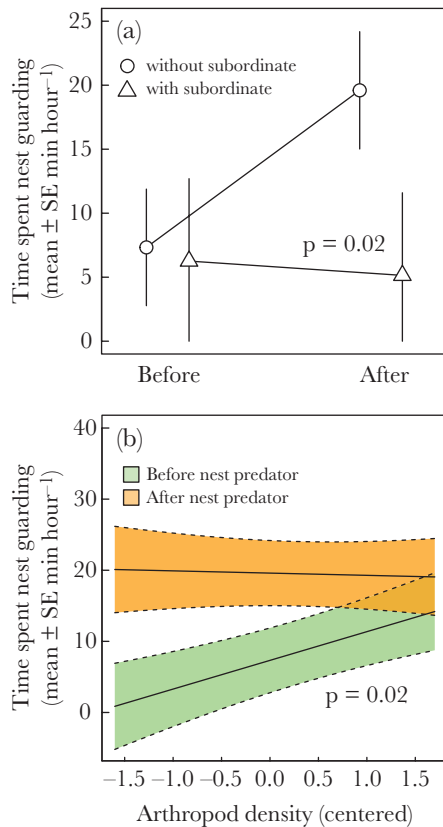 (a)
without subordinate
with subordinate
Time spent nest guarding
(mean ± SE min hour⁻¹)
25
20
15
10
5
0
p = 0.02
Before
After
(b)
Before nest predator
After nest predator
Time spent nest guarding
(mean ± SE min hour⁻¹)
40
30
20
10
0
p = 0.02
–1.5 –1.0 –0.5 0.0 0.5 1.0 1.5
Arthropod density (centered)